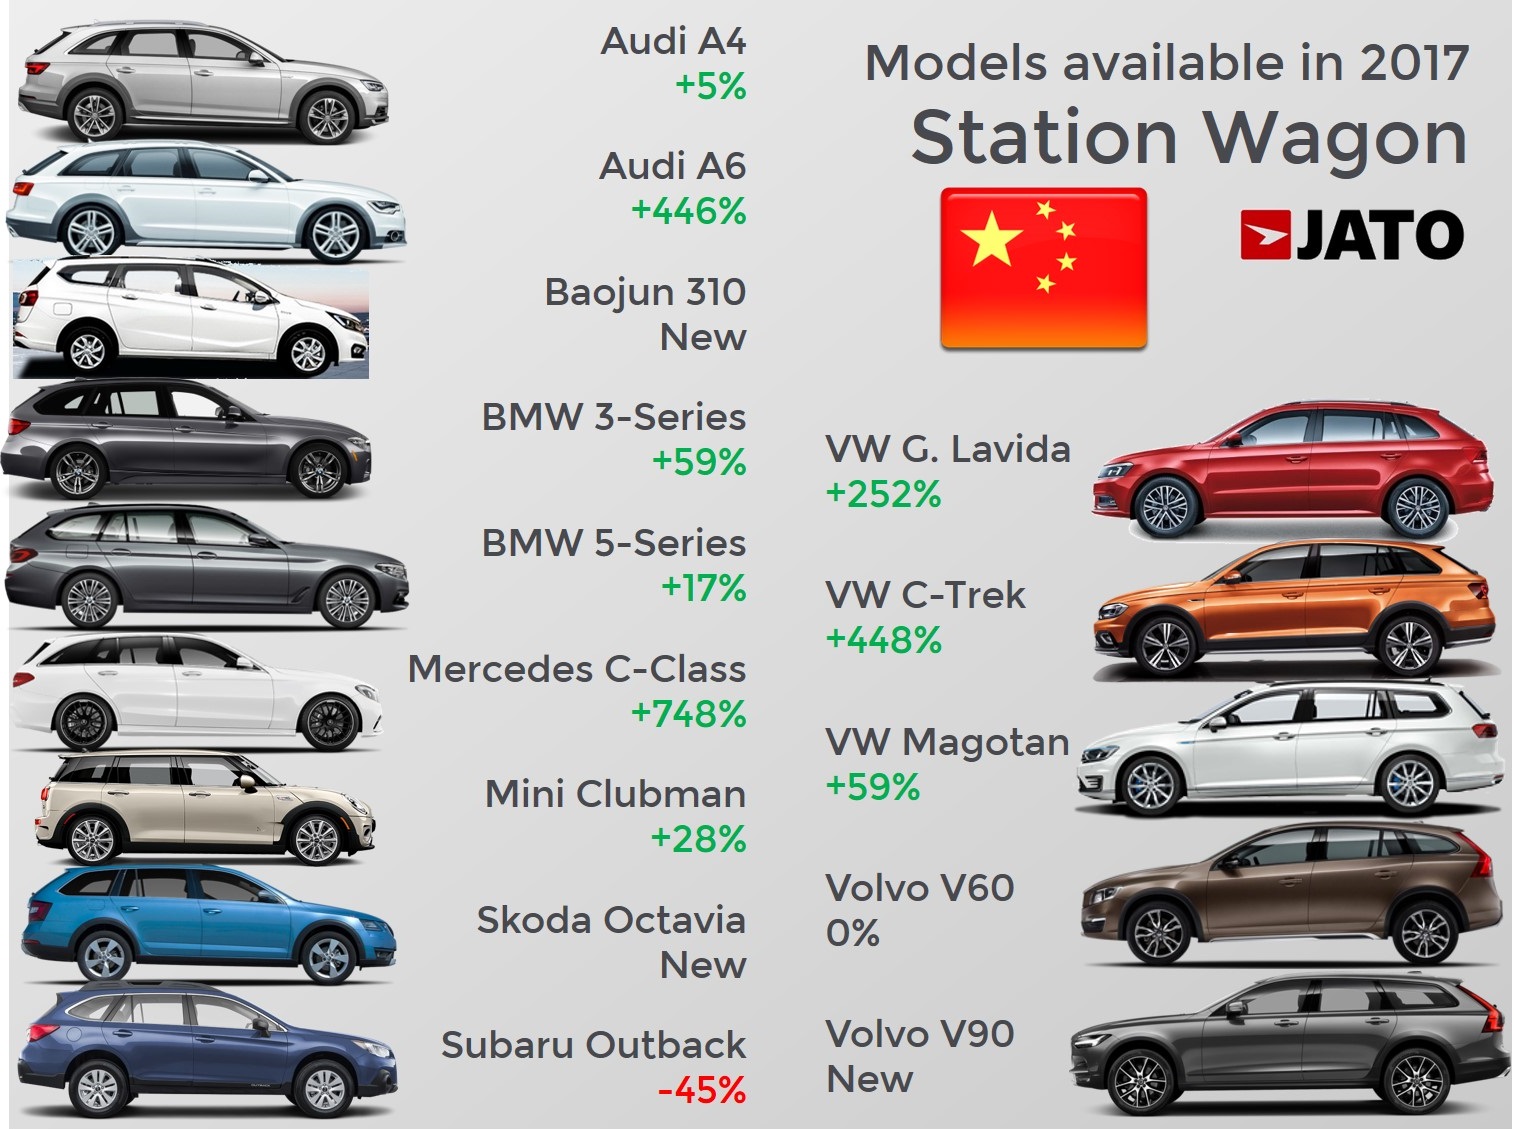 Models available in 2017
Station Wagon
JATO
Audi A4
+5%
Audi A6
+446%
Baojun 310
New
BMW 3-Series
+59%
BMW 5-Series
+17%
Mercedes C-Class
+748%
Mini Clubman
+28%
Skoda Octavia
New
Subaru Outback
-45%
VW G. Lavida
+252%
VW C-Trek
+448%
VW Magotan
+59%
Volvo V60
0%
Volvo V90
New